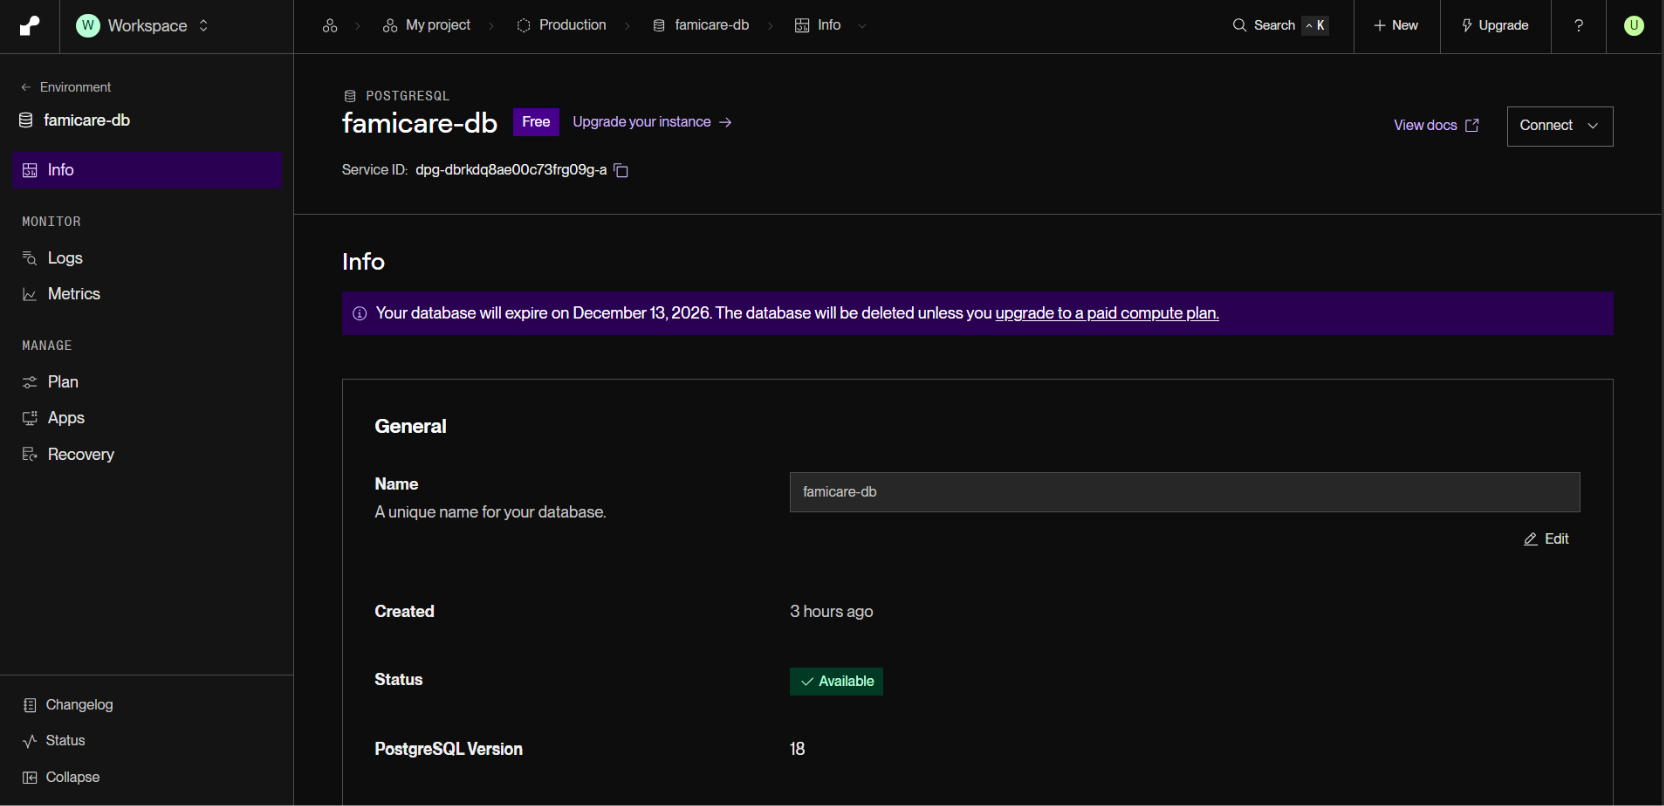 W Workspace
My project
Production
famicare-db
Info
Search ^ K
+ New
Upgrade
?
U
← Environment
famicare-db
Info
MONITOR
Logs
Metrics
MANAGE
Plan
Apps
Recovery
Changelog
Status
Collapse
POSTGRESQL
famicare-db Free Upgrade your instance →
View docs
Connect
Service ID: dpg-dbrkdq8ae00c73frg09g-a
Info
Your database will expire on December 13, 2026. The database will be deleted unless you upgrade to a paid compute plan.
General
Name
A unique name for your database.
famicare-db
Edit
Created 3 hours ago
Status Available
PostgreSQL Version 18